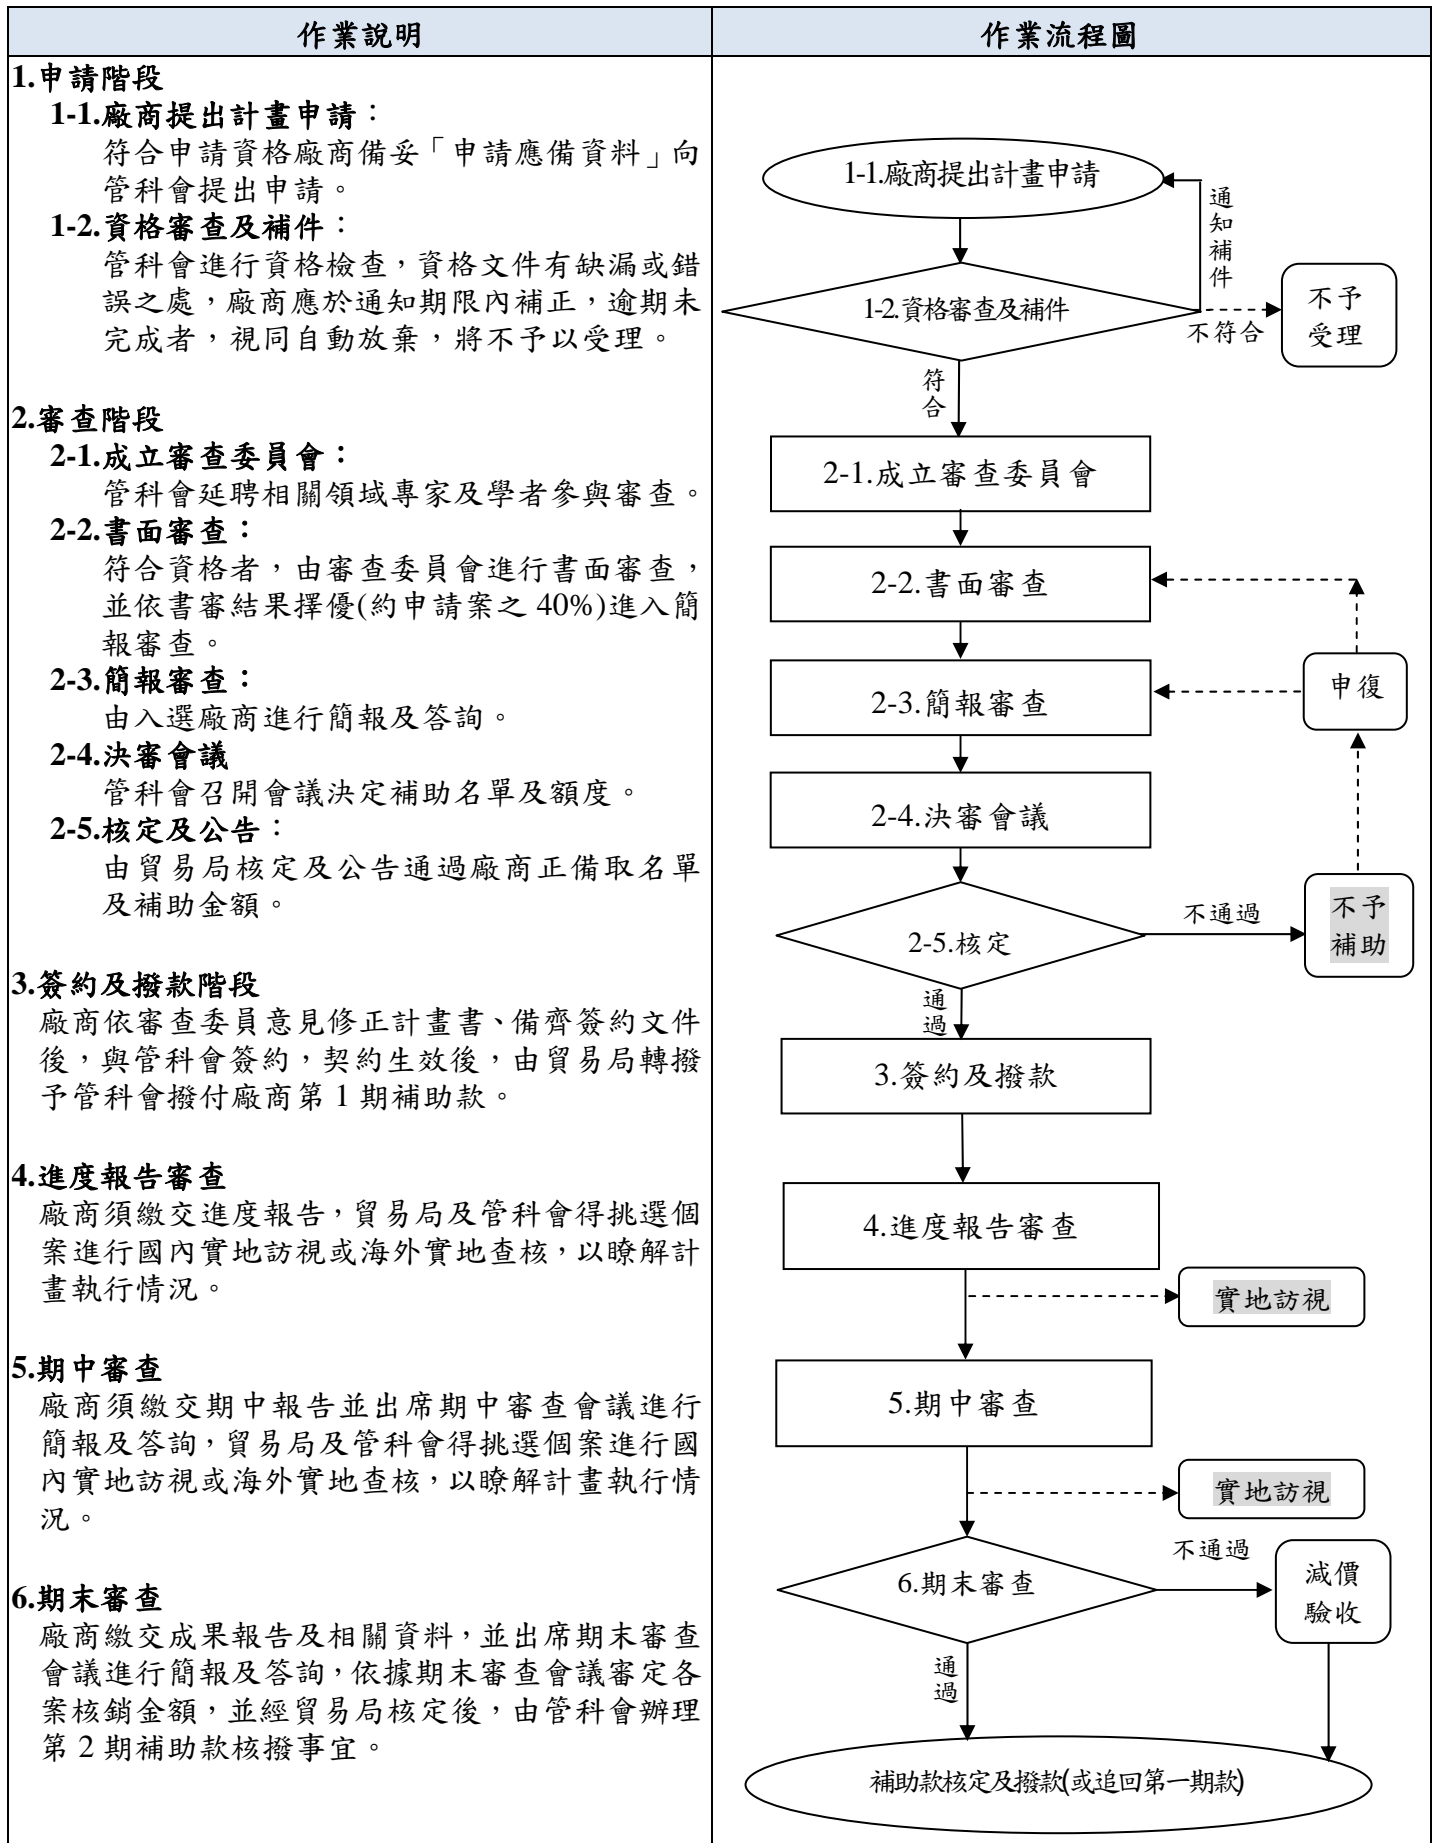 作業說明
作業流程圖
1.申請階段
1-1.廠商提出計畫申請：
符合申請資格廠商備妥「申請應備資料」向
管科會提出申請。
1-2.資格審查及補件：
管科會進行資格檢查，資格文件有缺漏或錯
誤之處，廠商應於通知期限內補正，逾期未
完成者，視同自動放棄，將不予以受理。
2.審查階段
2-1.成立審查委員會：
管科會延聘相關領域專家及學者參與審查。
2-2.書面審查：
符合資格者，由審查委員會進行書面審查，
並依書審結果擇優(約申請案之 40%)進入簡
報審查。
2-3.簡報審查：
由入選廠商進行簡報及答詢。
2-4.決審會議
管科會召開會議決定補助名單及額度。
2-5.核定及公告：
由貿易局核定及公告通過廠商正備取名單
及補助金額。
3.簽約及撥款階段
廠商依審查委員意見修正計畫書、備齊簽約文件
後，與管科會簽約，契約生效後，由貿易局轉撥
予管科會撥付廠商第 1 期補助款。
4.進度報告審查
廠商須繳交進度報告，貿易局及管科會得挑選個
案進行國內實地訪視或海外實地查核，以瞭解計
畫執行情況。
5.期中審查
廠商須繳交期中報告並出席期中審查會議進行
簡報及答詢，貿易局及管科會得挑選個案進行國
內實地訪視或海外實地查核，以瞭解計畫執行情
況。
6.期末審查
廠商繳交成果報告及相關資料，並出席期末審查
會議進行簡報及答詢，依據期末審查會議審定各
案核銷金額，並經貿易局核定後，由管科會辦理
第 2 期補助款核撥事宜。
1-1.廠商提出計畫申請
通知補件
1-2.資格審查及補件
不符合
不予
受理
符合
2-1.成立審查委員會
2-2.書面審查
2-3.簡報審查
申復
2-4.決審會議
2-5.核定
不通過
不予
補助
通過
3.簽約及撥款
4.進度報告審查
實地訪視
5.期中審查
實地訪視
6.期末審查
不通過
減價
驗收
通過
補助款核定及撥款(或追回第一期款)